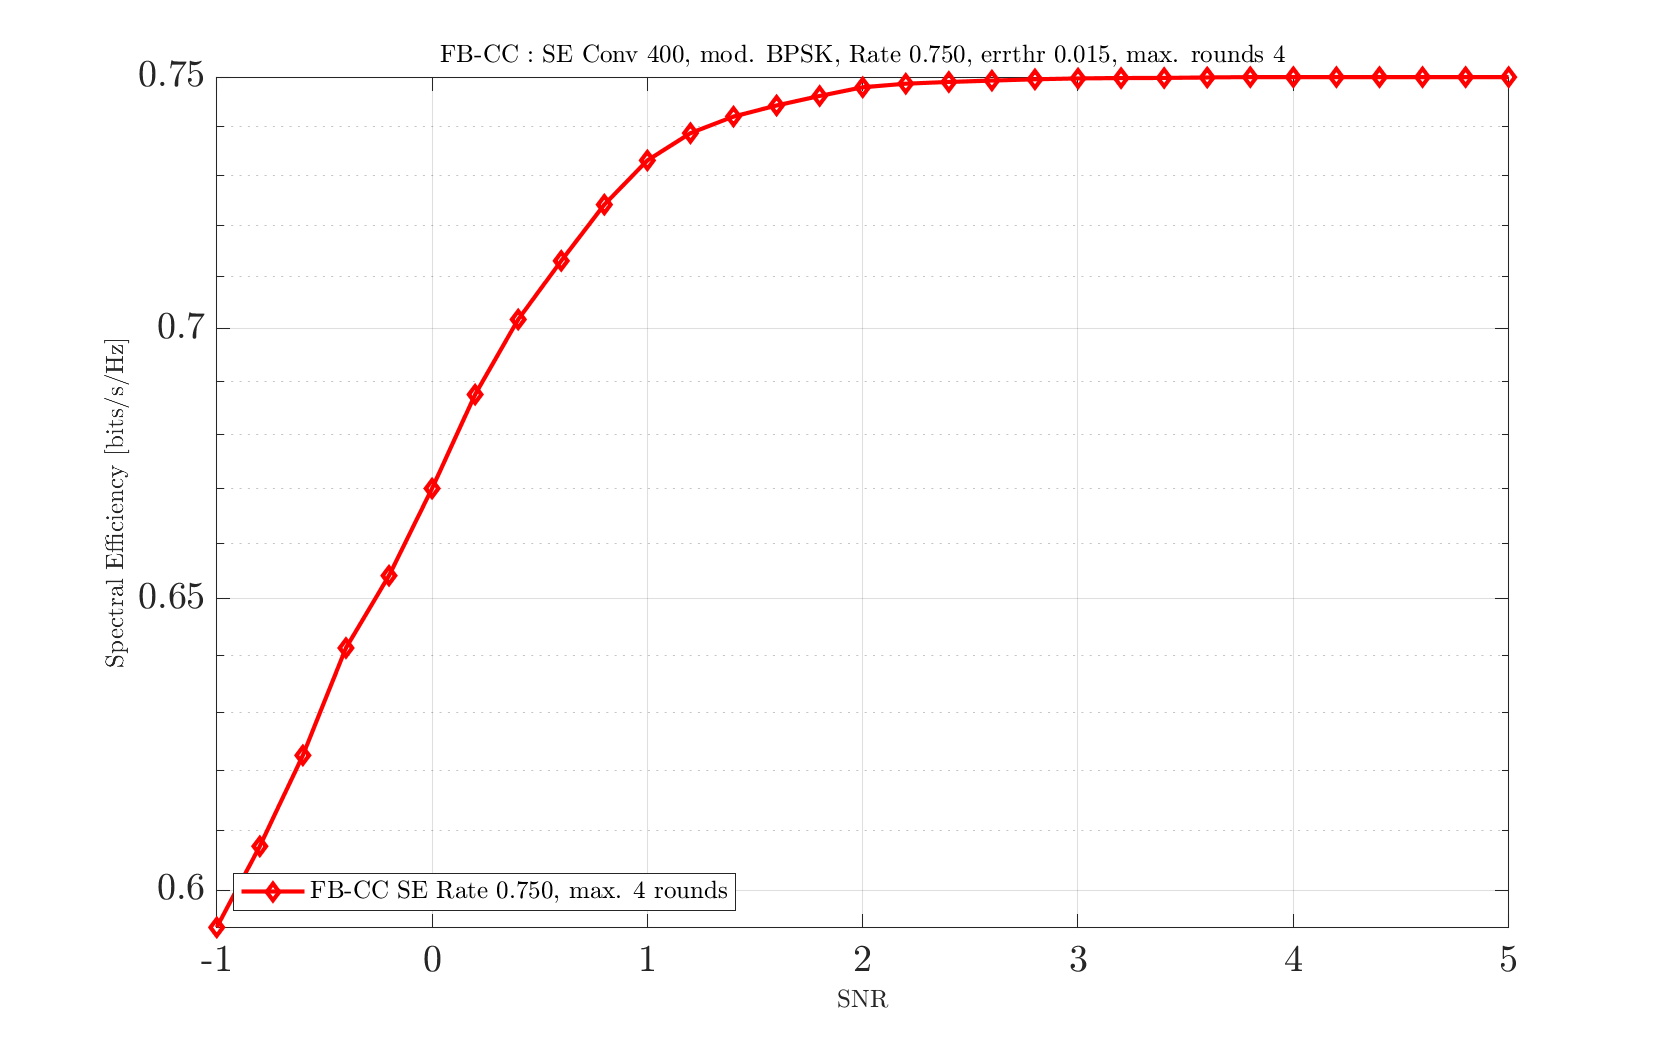 FB-CC : SE Conv 400, mod. BPSK, Rate 0.750, errthr 0.015, max. rounds 4
0.75
0.7
0.65
0.6
Spectral Efficiency [bits/s/Hz]
FB-CC SE Rate 0.750, max. 4 rounds
-1 0 1 2 3 4 5
SNR